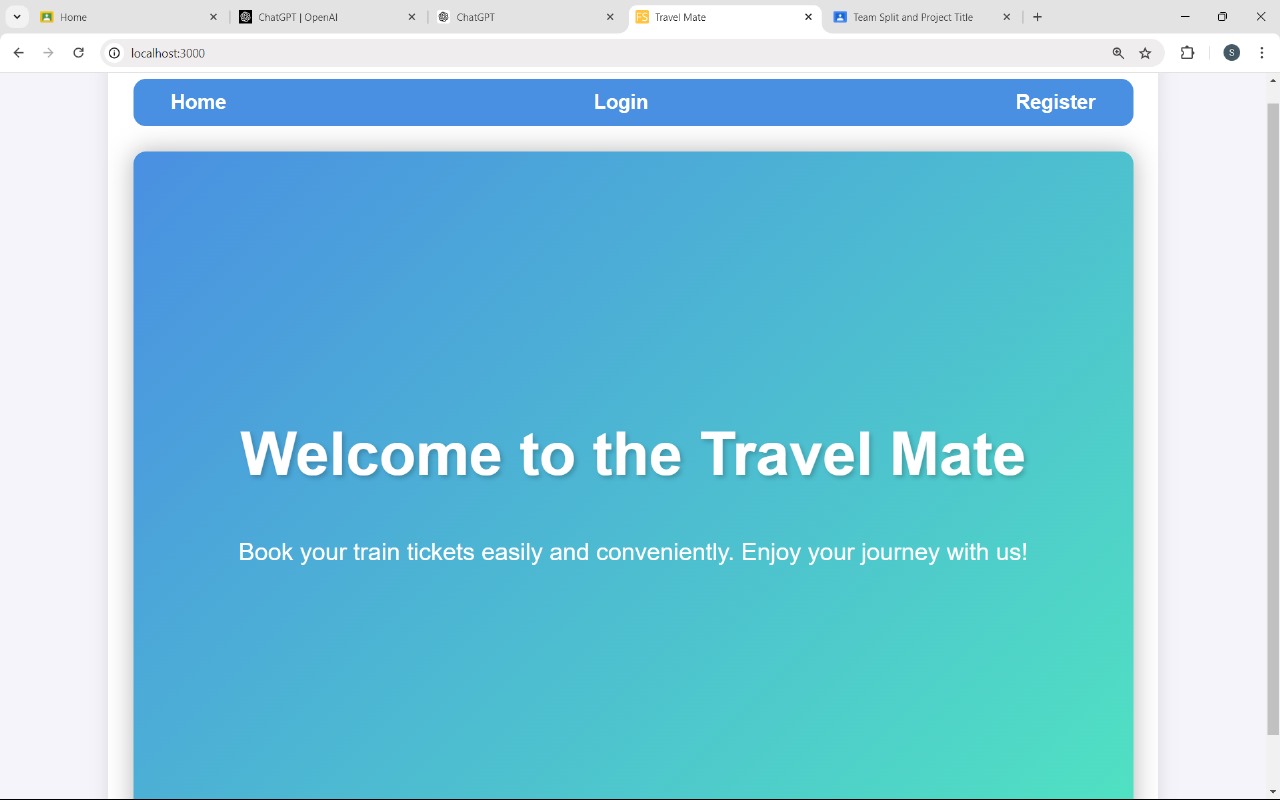 Home
ChatGPT | OpenAI
ChatGPT
FS
Travel Mate
Team Split and Project Title
localhost:3000
S
Home
Login
Register
Welcome to the Travel Mate
Book your train tickets easily and conveniently. Enjoy your journey with us!